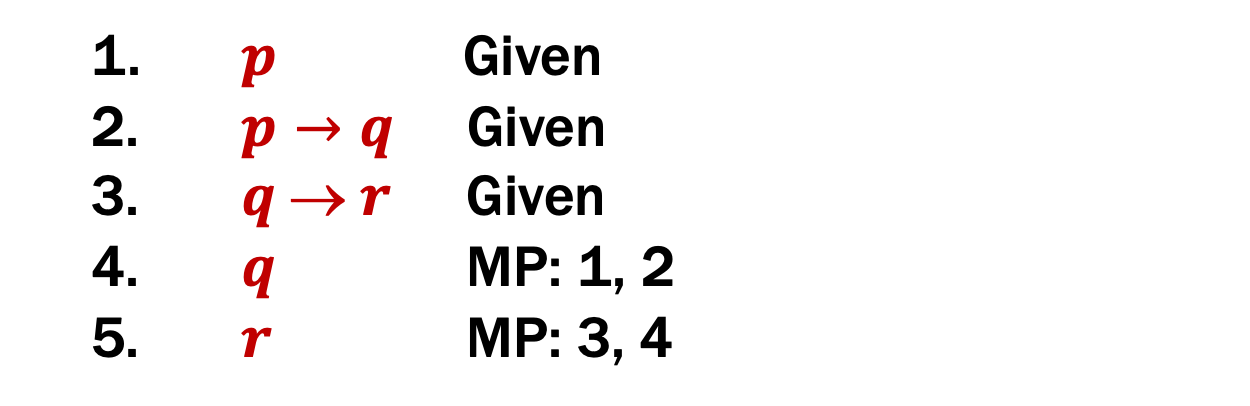 1. p Given
2. p → q Given
3. q → r Given
4. q MP: 1, 2
5. r MP: 3, 4